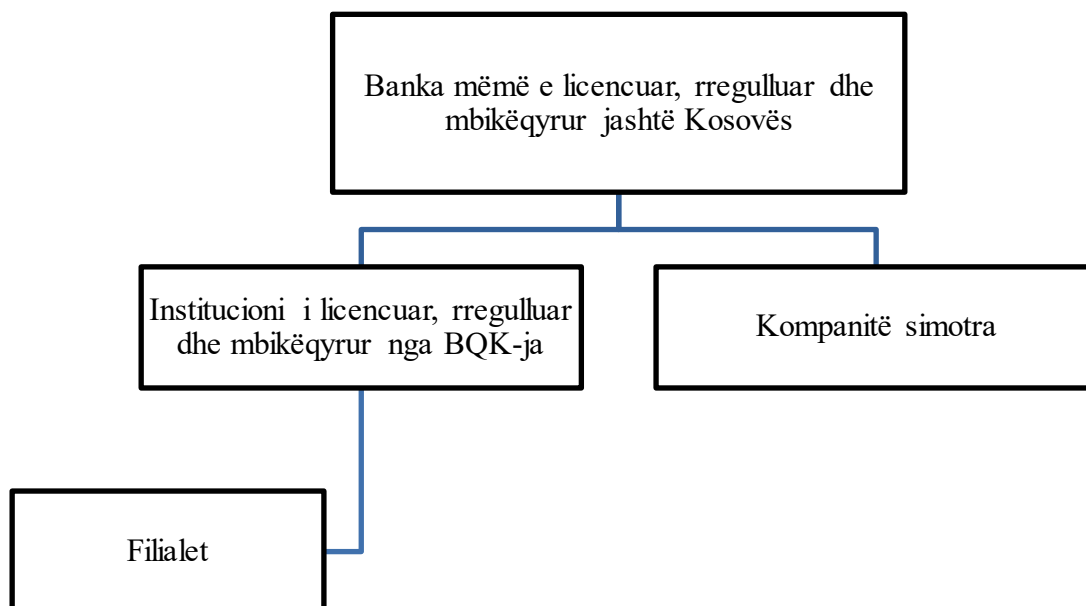 Banka mëmë e licencuar, rregulluar dhe
mbikëqyrur jashtë Kosovës
Institucioni i licencuar, rregulluar
dhe mbikëqyrur nga BQK-ja
Kompanitë simotra
Filialet